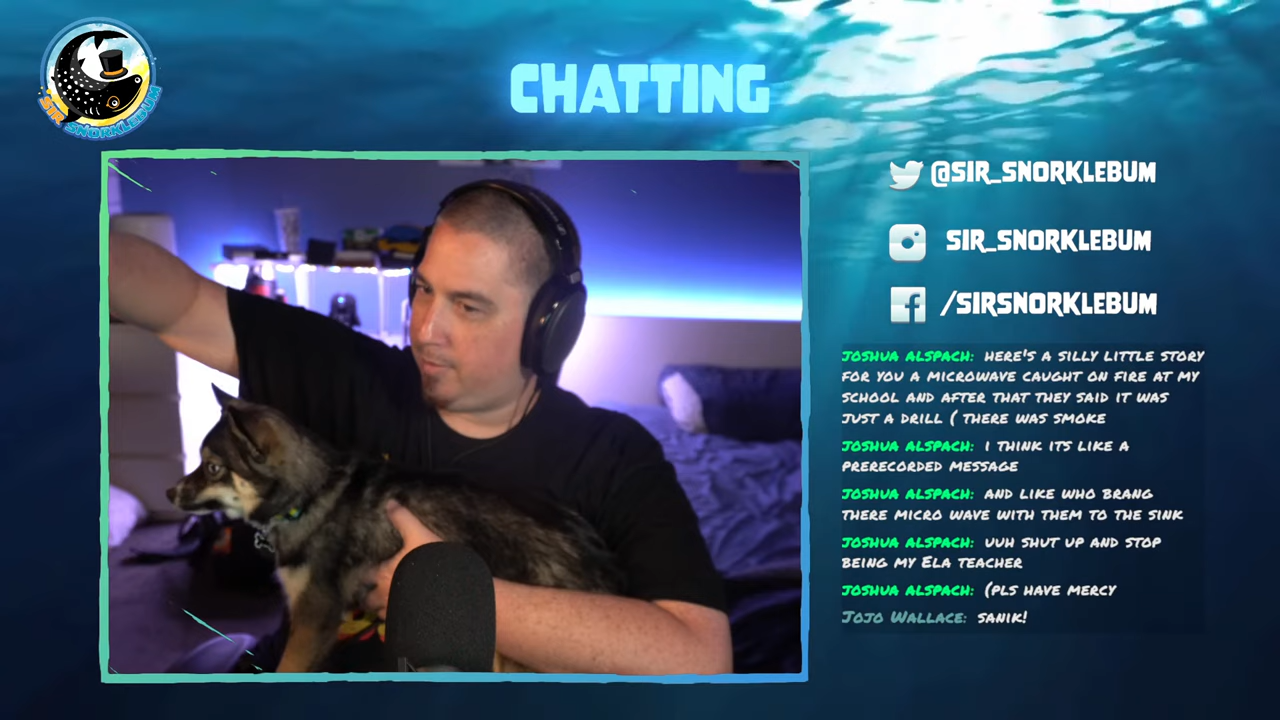 SIR SNORKLEBUM
CHATTING
@SIR_SNORKLEBUM
SIR_SNORKLEBUM
/SIRSNORKLEBUM
JOSHUA ALSPACH: HERE'S A SILLY LITTLE STORY
FOR YOU A MICROWAVE CAUGHT ON FIRE AT MY
SCHOOL AND AFTER THAT THEY SAID IT WAS
JUST A DRILL ( THERE WAS SMOKE
JOSHUA ALSPACH: I THINK ITS LIKE A
PRERECORDED MESSAGE
JOSHUA ALSPACH: AND LIKE WHO BRANG
THERE MICRO WAVE WITH THEM TO THE SINK
JOSHUA ALSPACH: UUH SHUT UP AND STOP
BEING MY ELA TEACHER
JOSHUA ALSPACH: (PLS HAVE MERCY
JOJO WALLACE: SANIK!